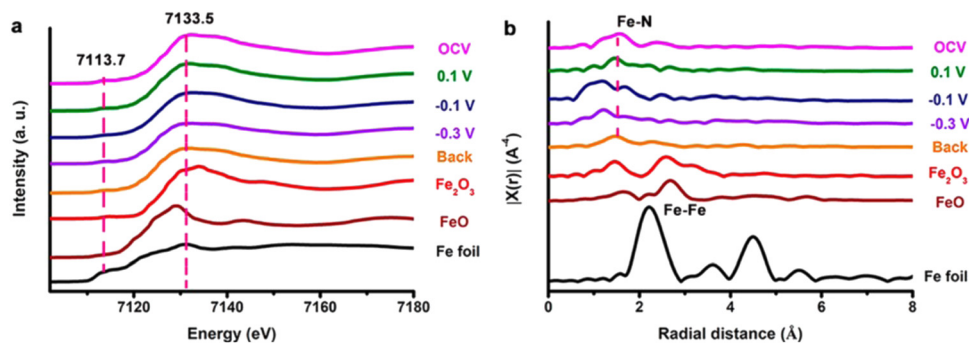 a
7133.5
7113.7
OCV
0.1 V
-0.1 V
-0.3 V
Back
Fe2O3
FeO
Fe foil
Intensity (a. u.)
7120 7140 7160 7180
Energy (eV)
b
Fe-N
OCV
0.1 V
-0.1 V
-0.3 V
Back
Fe2O3
FeO
Fe-Fe
Fe foil
|X(r)| (A⁻⁴)
0 2 4 6 8
Radial distance (Å)